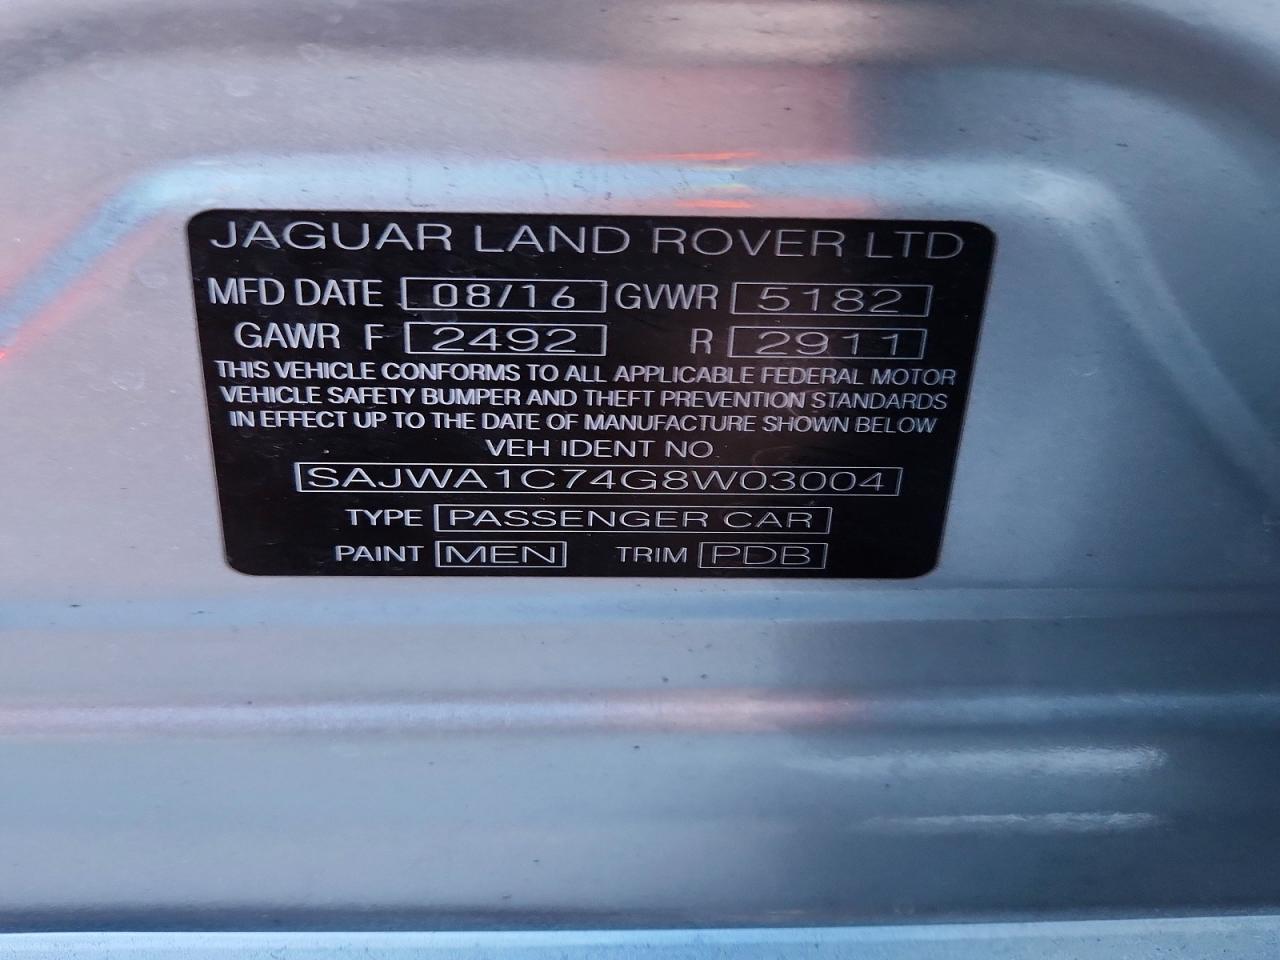 JAGUAR LAND ROVER LTD
MFD DATE 08/16 GVWR 5182
GAWR F 2492 R 2911
THIS VEHICLE CONFORMS TO ALL APPLICABLE FEDERAL MOTOR
VEHICLE SAFETY BUMPER AND THEFT PREVENTION STANDARDS
IN EFFECT UP TO THE DATE OF MANUFACTURE SHOWN BELOW
VEH IDENT NO.
SAJWA1C74G8W03004
TYPE PASSENGER CAR
PAINT MEN TRIM PDB